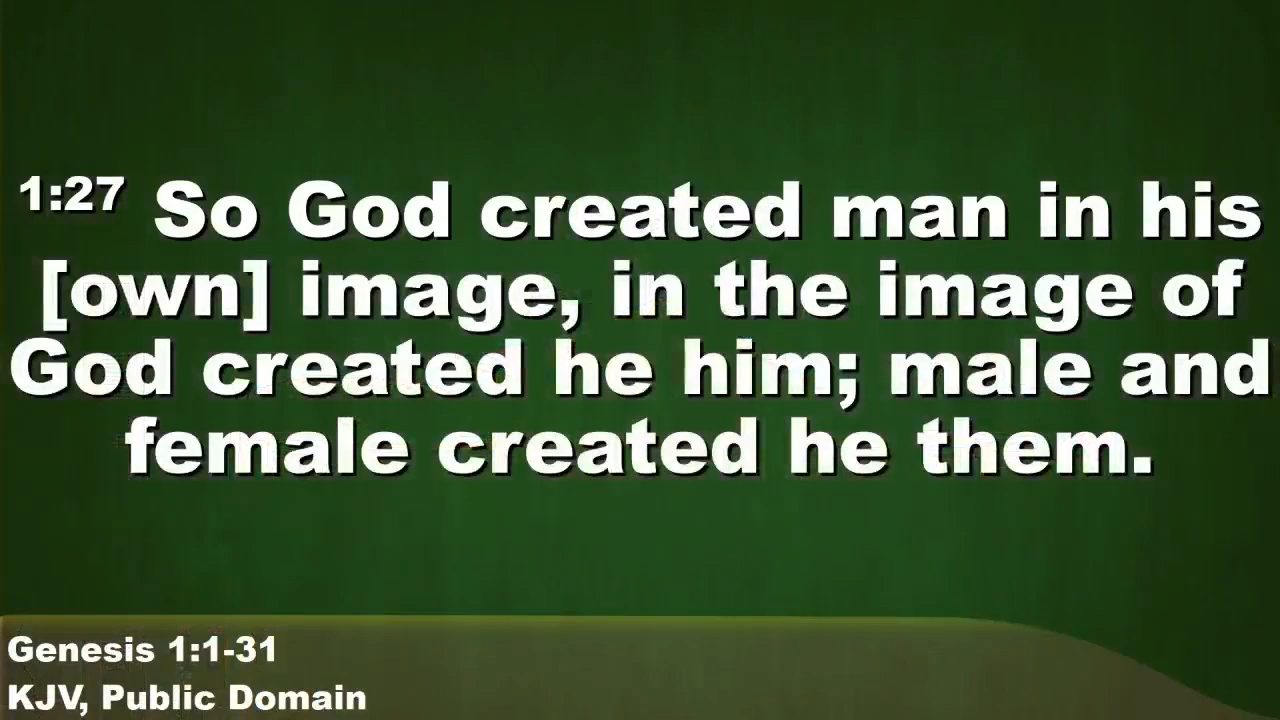 1:27 So God created man in his
[own] image, in the image of
God created he him; male and
female created he them.
Genesis 1:1-31
KJV, Public Domain